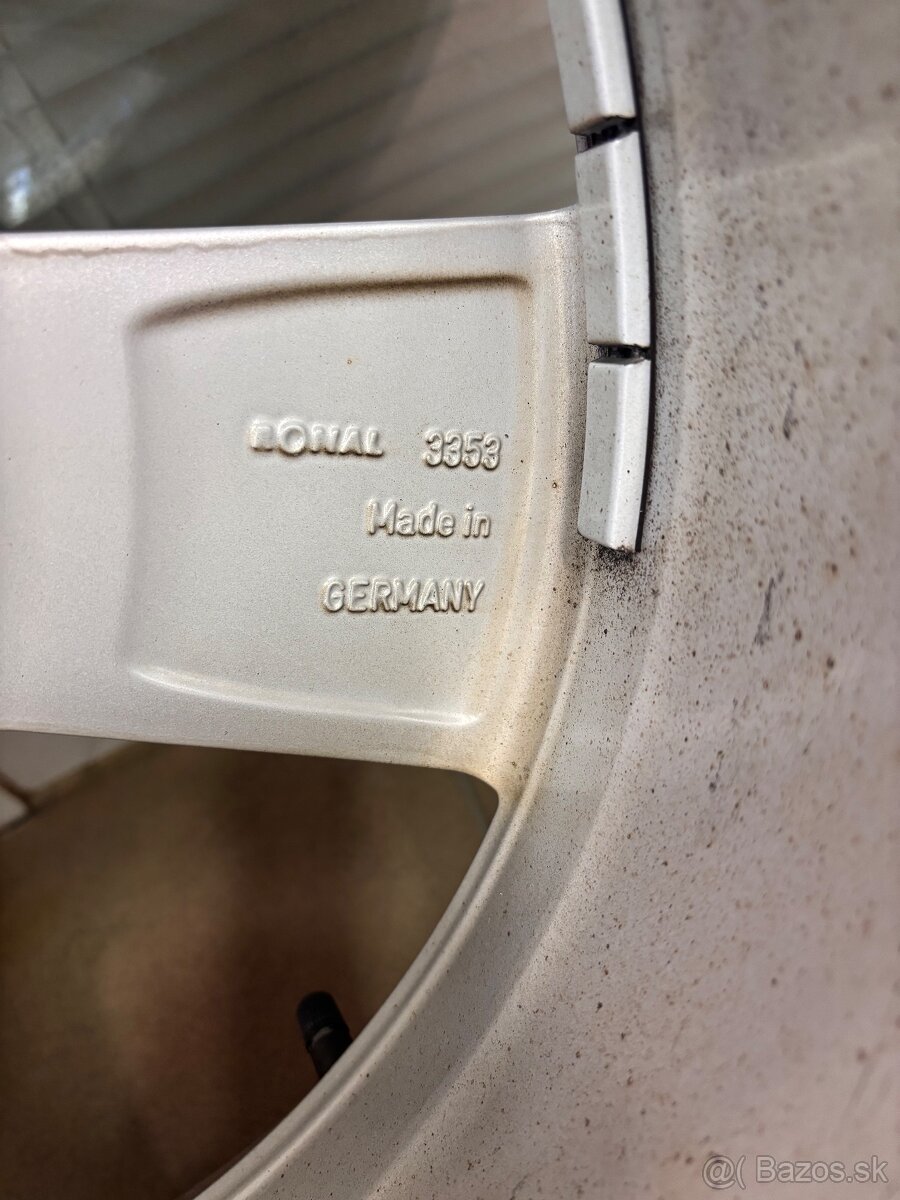 RONAL 3353
Made in
GERMANY
@( Bazos.sk